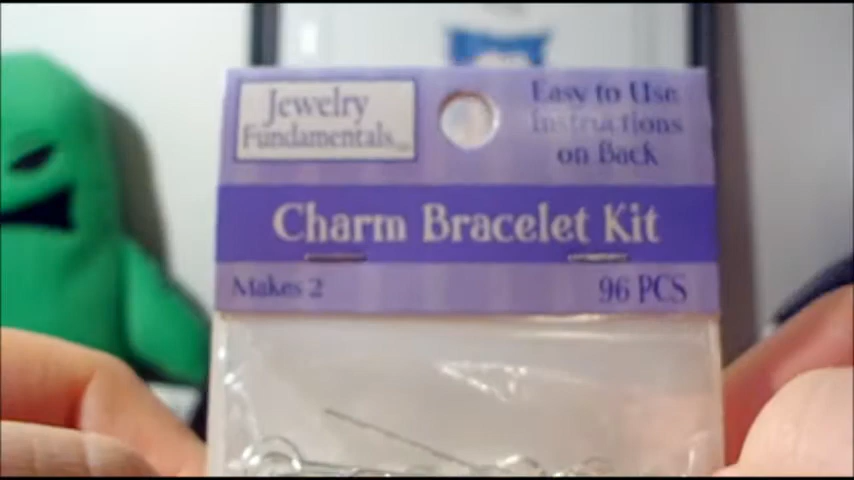 Jewelry
Fundamentals
Easy to Use
Instructions
on Back
Charm Bracelet Kit
Makes 2
96 PCS